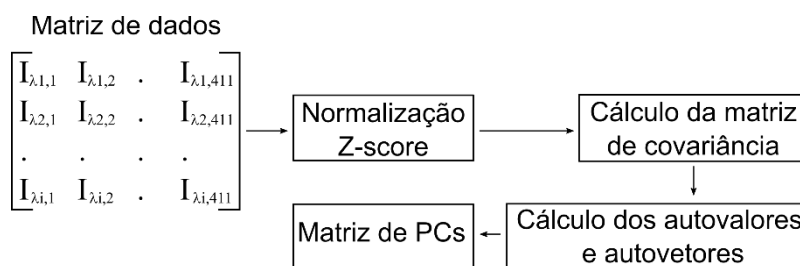 Matriz de dados
Iλ1,1 Iλ1,2 . Iλ1,411
Iλ2,1 Iλ2,2 . Iλ2,411
. . . .
Iλi,1 Iλi,2 . Iλi,411
Normalização
Z-score
Cálculo da matriz
de covariância
Cálculo dos autovalores
e autovetores
Matriz de PCs